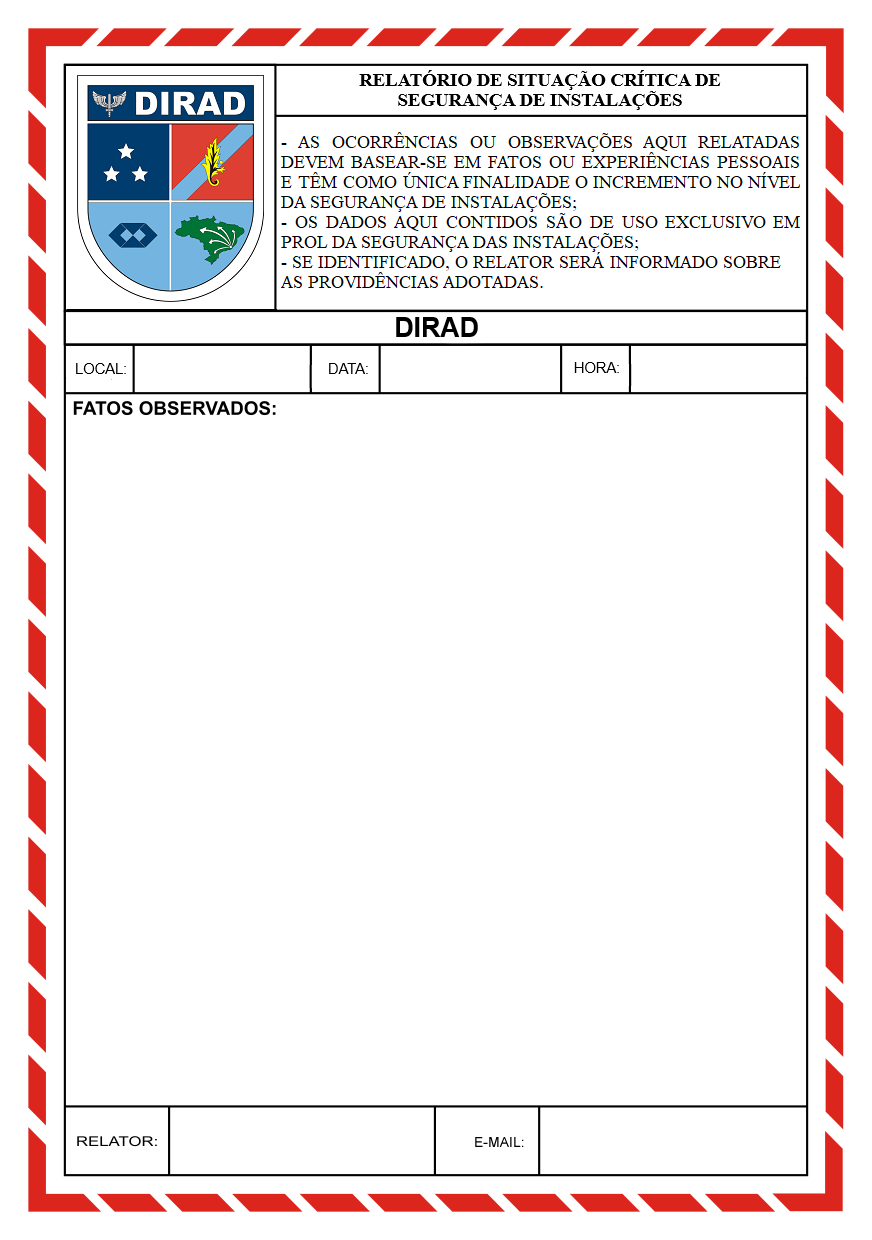 DIRAD
RELATÓRIO DE SITUAÇÃO CRÍTICA DE
SEGURANÇA DE INSTALAÇÕES
- AS OCORRÊNCIAS OU OBSERVAÇÕES AQUI RELATADAS
DEVEM BASEAR-SE EM FATOS OU EXPERIÊNCIAS PESSOAIS
E TÊM COMO ÚNICA FINALIDADE O INCREMENTO NO NÍVEL
DA SEGURANÇA DE INSTALAÇÕES;
- OS DADOS AQUI CONTIDOS SÃO DE USO EXCLUSIVO EM
PROL DA SEGURANÇA DAS INSTALAÇÕES;
- SE IDENTIFICADO, O RELATOR SERÁ INFORMADO SOBRE
AS PROVIDÊNCIAS ADOTADAS.
DIRAD
LOCAL: DATA: HORA:
FATOS OBSERVADOS:
RELATOR: E-MAIL: